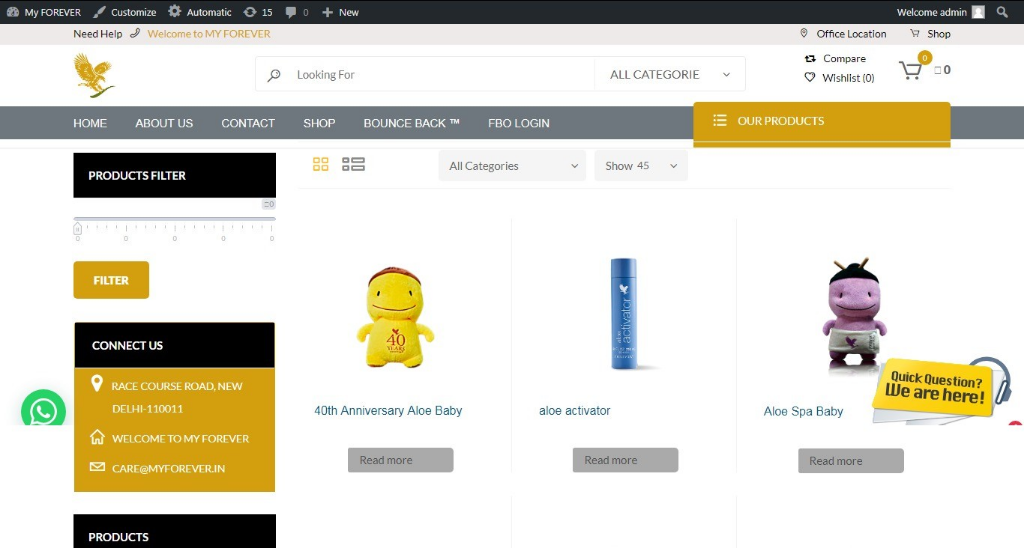 My FOREVER Customize Automatic 15 0 New Welcome admin
Need Help Welcome to MY FOREVER Office Location Shop
Looking For ALL CATEGORIE
Compare
Wishlist (0)
0
0
HOME ABOUT US CONTACT SHOP BOUNCE BACK ™ FBO LOGIN OUR PRODUCTS
PRODUCTS FILTER
All Categories Show 45
0
0 0 0 0 0
FILTER
CONNECT US
RACE COURSE ROAD, NEW
DELHI-110011
WELCOME TO MY FOREVER
CARE@MYFOREVER.IN
PRODUCTS
40
YEARS
40th Anniversary Aloe Baby
Read more
aloe
activator
aloe activator
Read more
Aloe Spa Baby
Read more
Quick Question?
We are here!